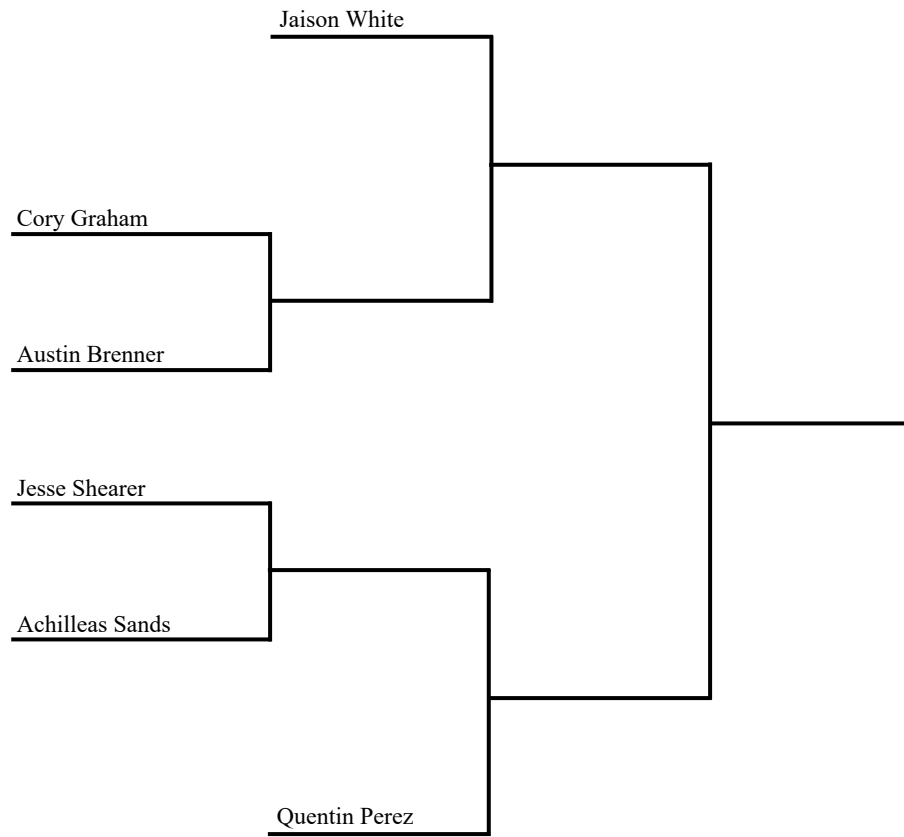 Jaison White
Cory Graham
Austin Brenner
Jesse Shearer
Achilleas Sands
Quentin Perez